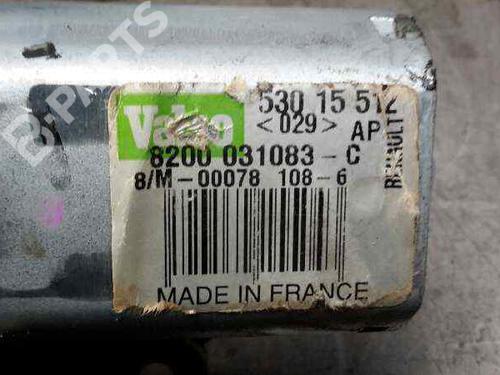 B-PARTS
Valeo
530 15 512
<029> AP
RENAULT
8200 031083-C
8/M-00078 108-6
MADE IN FRANCE